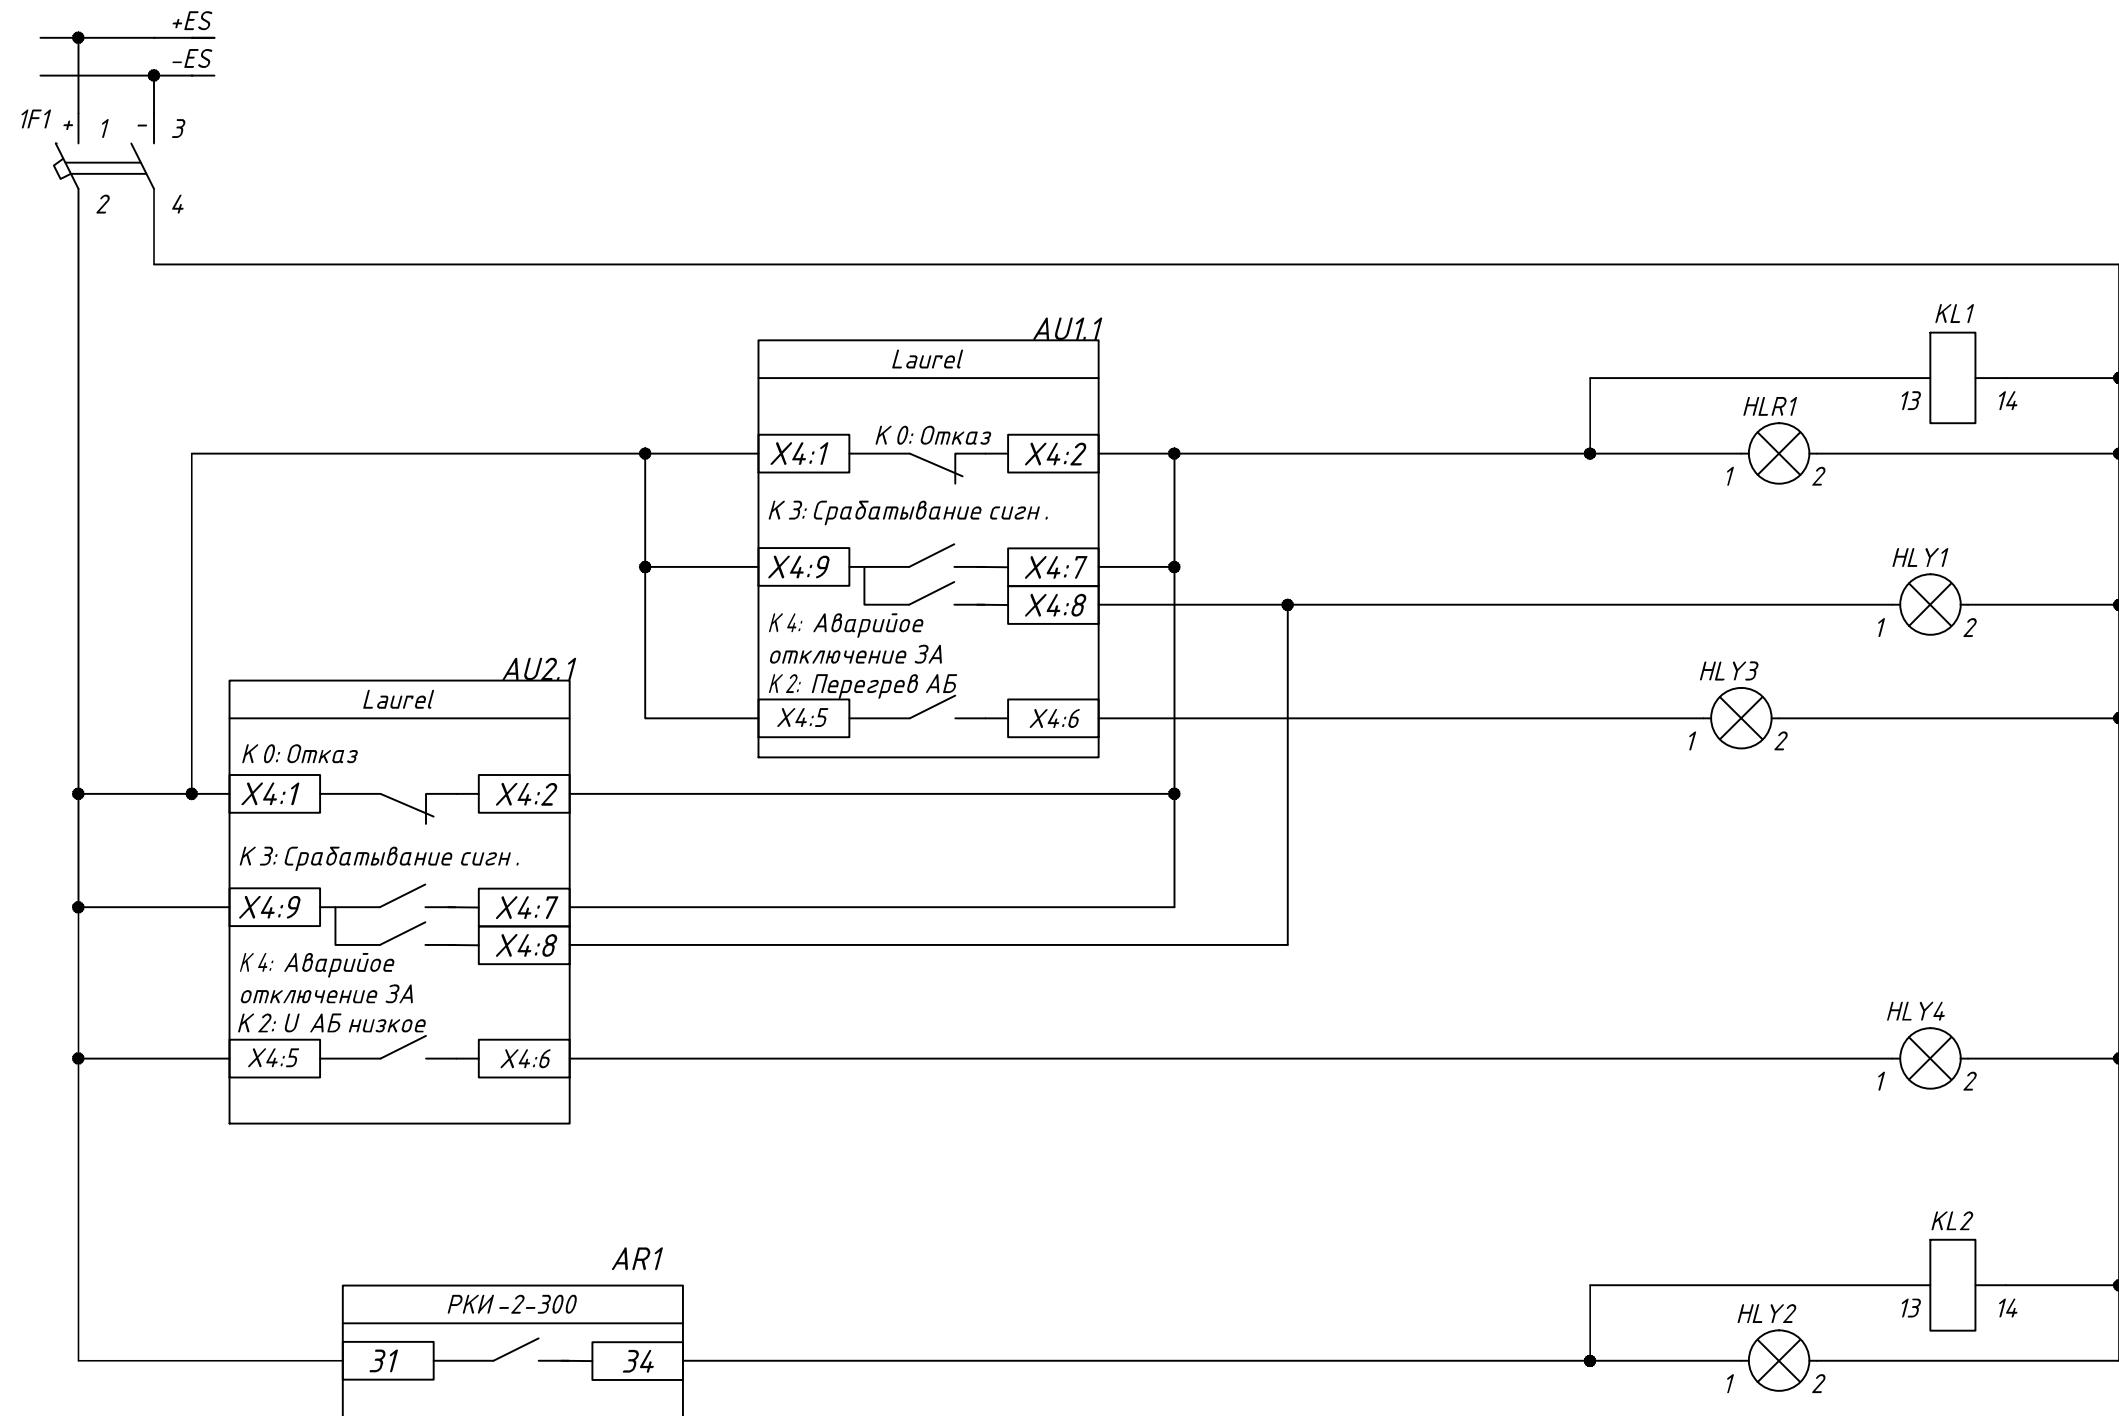 +ES
-ES
1F1 + 1 - 3
2 4
KL1
AU1.1
Laurel
13 14
HLR1
К 0: Отказ
X4:1 X4:2
1 2
К 3: Срабатывание сигн.
HLY1
X4:9 X4:7
X4:8
1 2
К 4: Аварийое
отключение ЗА
К 2: Перегрев АБ
HLY3
X4:5 X4:6
1 2
AU2.1
Laurel
К 0: Отказ
X4:1 X4:2
К 3: Срабатывание сигн.
X4:9 X4:7
X4:8
К 4: Аварийое
отключение ЗА
К 2: U АБ низкое
HLY4
X4:5 X4:6
1 2
KL2
AR1
РКИ-2-300
13 14
HLY2
31 34
1 2